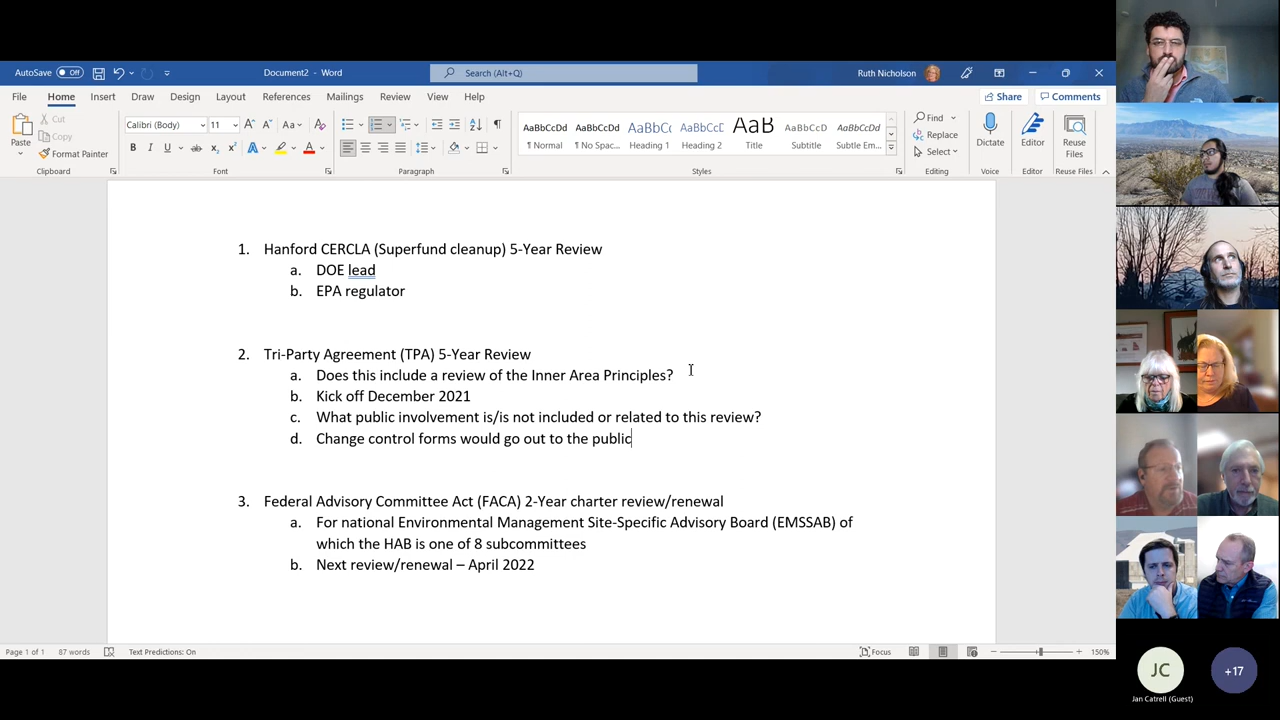 AutoSave Off Document2 - Word Search (Alt+Q) Ruth Nicholson
File Home Insert Draw Design Layout References Mailings Review View Help Share Comments
Paste Cut Copy Format Painter
Calibri (Body) 11
AaBbCcDd AaBbCcDd AaBbCc AaBbCcD AaB AaBbCcD AaBbCcDd
¶ Normal ¶ No Spac... Heading 1 Heading 2 Title Subtitle Subtle Em...
Find Replace Select Dictate Editor Reuse Files
Clipboard Font Paragraph Styles Editing Voice Editor Reuse Files
1. Hanford CERCLA (Superfund cleanup) 5-Year Review
a. DOE lead
b. EPA regulator
2. Tri-Party Agreement (TPA) 5-Year Review
a. Does this include a review of the Inner Area Principles?
b. Kick off December 2021
c. What public involvement is/is not included or related to this review?
d. Change control forms would go out to the public
3. Federal Advisory Committee Act (FACA) 2-Year charter review/renewal
a. For national Environmental Management Site-Specific Advisory Board (EMSSAB) of
which the HAB is one of 8 subcommittees
b. Next review/renewal – April 2022
Page 1 of 1 87 words Text Predictions: On Focus 150%
JC
Jan Catrell (Guest)
+17